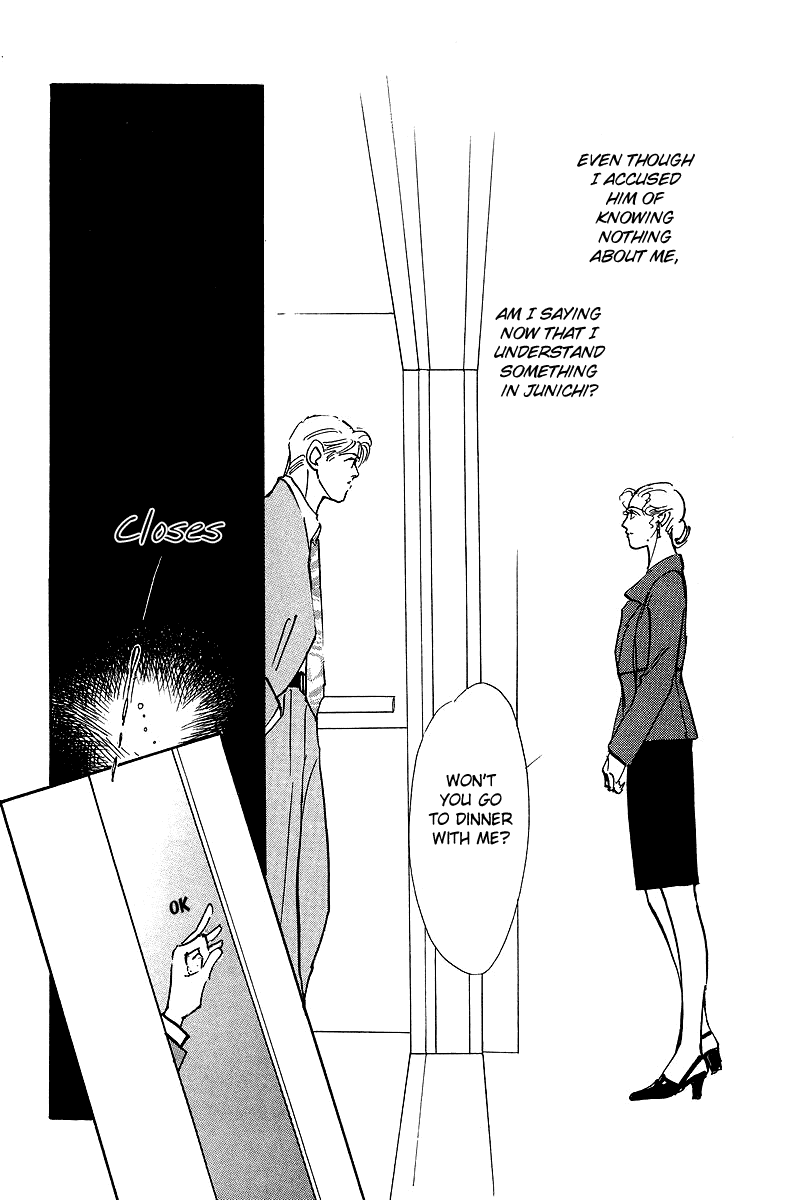 EVEN THOUGH
I ACCUSED
HIM OF
KNOWING
NOTHING
ABOUT ME,
AM I SAYING
NOW THAT I
UNDERSTAND
SOMETHING
IN JUNICHI?
WON'T
YOU GO
TO DINNER
WITH ME?
Closes
OK